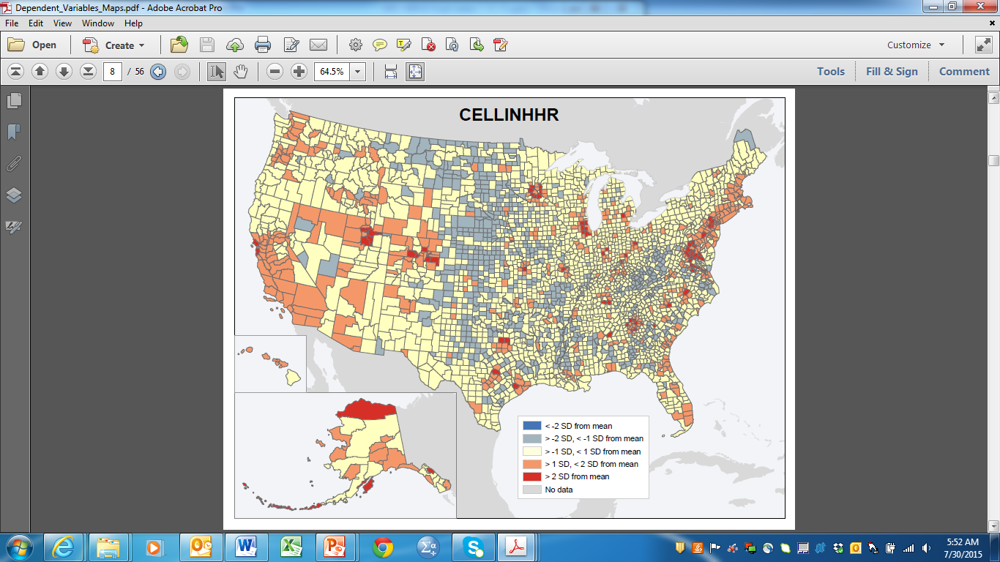 Dependent_Variables_Maps.pdf - Adobe Acrobat Pro
File Edit View Window Help
Open Create Customize
8 / 56 64.5% Tools Fill & Sign Comment
CELLINHHR
< -2 SD from mean
> -2 SD, < -1 SD from mean
> -1 SD, < 1 SD from mean
> 1 SD, < 2 SD from mean
> 2 SD from mean
No data
5:52 AM
7/30/2015